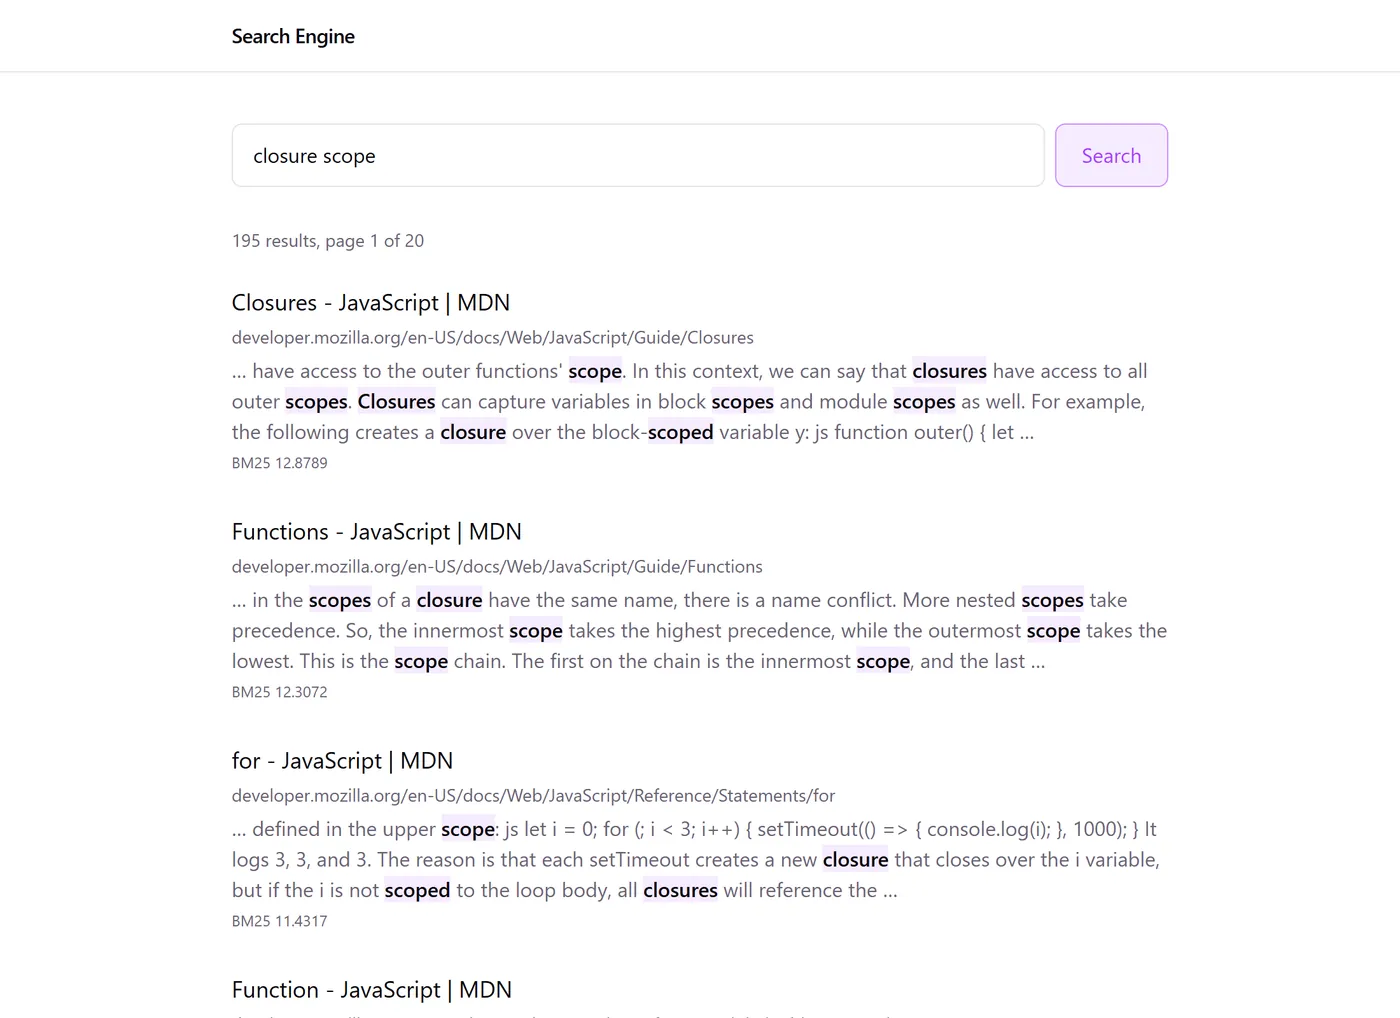 Search Engine
closure scope
Search
195 results, page 1 of 20
Closures - JavaScript | MDN
developer.mozilla.org/en-US/docs/Web/JavaScript/Guide/Closures
... have access to the outer functions' scope. In this context, we can say that closures have access to all
outer scopes. Closures can capture variables in block scopes and module scopes as well. For example,
the following creates a closure over the block-scoped variable y: js function outer() { let ...
BM25 12.8789
Functions - JavaScript | MDN
developer.mozilla.org/en-US/docs/Web/JavaScript/Guide/Functions
... in the scopes of a closure have the same name, there is a name conflict. More nested scopes take
precedence. So, the innermost scope takes the highest precedence, while the outermost scope takes the
lowest. This is the scope chain. The first on the chain is the innermost scope, and the last ...
BM25 12.3072
for - JavaScript | MDN
developer.mozilla.org/en-US/docs/Web/JavaScript/Reference/Statements/for
... defined in the upper scope: js let i = 0; for (; i < 3; i++) { setTimeout(() => { console.log(i); }, 1000); } It
logs 3, 3, and 3. The reason is that each setTimeout creates a new closure that closes over the i variable,
but if the i is not scoped to the loop body, all closures will reference the ...
BM25 11.4317
Function - JavaScript | MDN